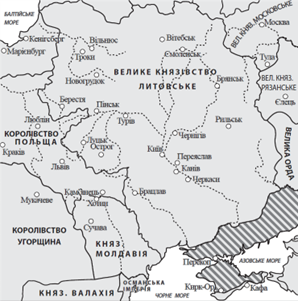 БАЛТІЙСЬКЕ
МОРЕ
Кенігсберг
Марієнбург
Вільнюс
Троки
Новогрудок
Вітебськ
Смоленськ
ВЕЛ. КН. МОСКОВСЬКЕ
Москва
Тула
ВЕЛИКЕ КНЯЗІВСТВО
ЛИТОВСЬКЕ
Брянськ
ВЕЛ. КН.
РЯЗАНСЬКЕ
Єлець
Берестя
Пінськ
Турів
Рильськ
Люблін
КОРОЛІВСТВО
ПОЛЬЩА
Краків
Луцьк
Острог
Львів
Чернігів
Київ
Переяслав
Канів
Черкаси
ВЕЛИКА ОРДА
Мукачеве
Кам'янець
Хотин
Брацлав
Сучава
КОРОЛІВСТВО
УГОРЩИНА
КНЯЗ.
МОЛДАВІЯ
ОСМАНСЬКА
ІМПЕРІЯ
КНЯЗ. ВАЛАХІЯ
Перекоп
АЗОВСЬКЕ МОРЕ
ЧОРНЕ МОРЕ
Кирк-Ор
Кафа